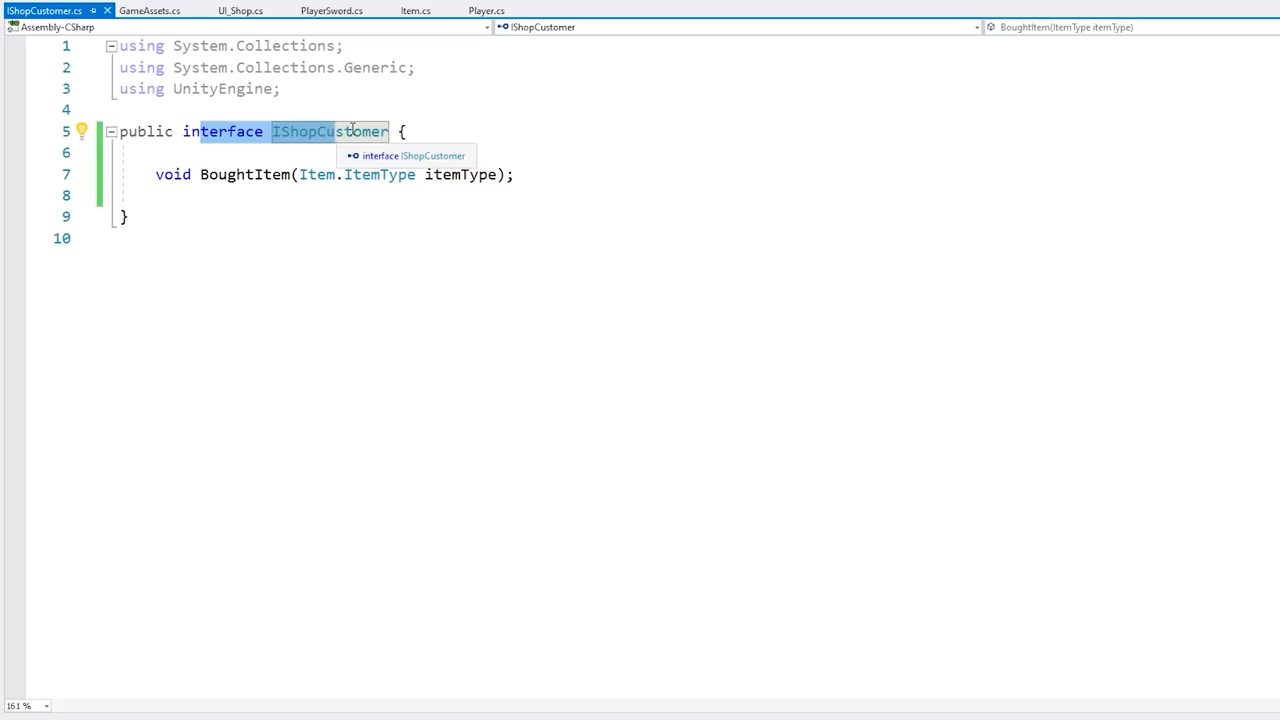 IShopCustomer.cs GameAssets.cs UI_Shop.cs PlayerSword.cs Item.cs Player.cs
Assembly-CSharp IShopCustomer BoughtItem(ItemType itemType)
1 using System.Collections;
2 using System.Collections.Generic;
3 using UnityEngine;
4
5 public interface IShopCustomer {
6 interface IShopCustomer
7 void BoughtItem(Item.ItemType itemType);
8
9 }
10
161 %